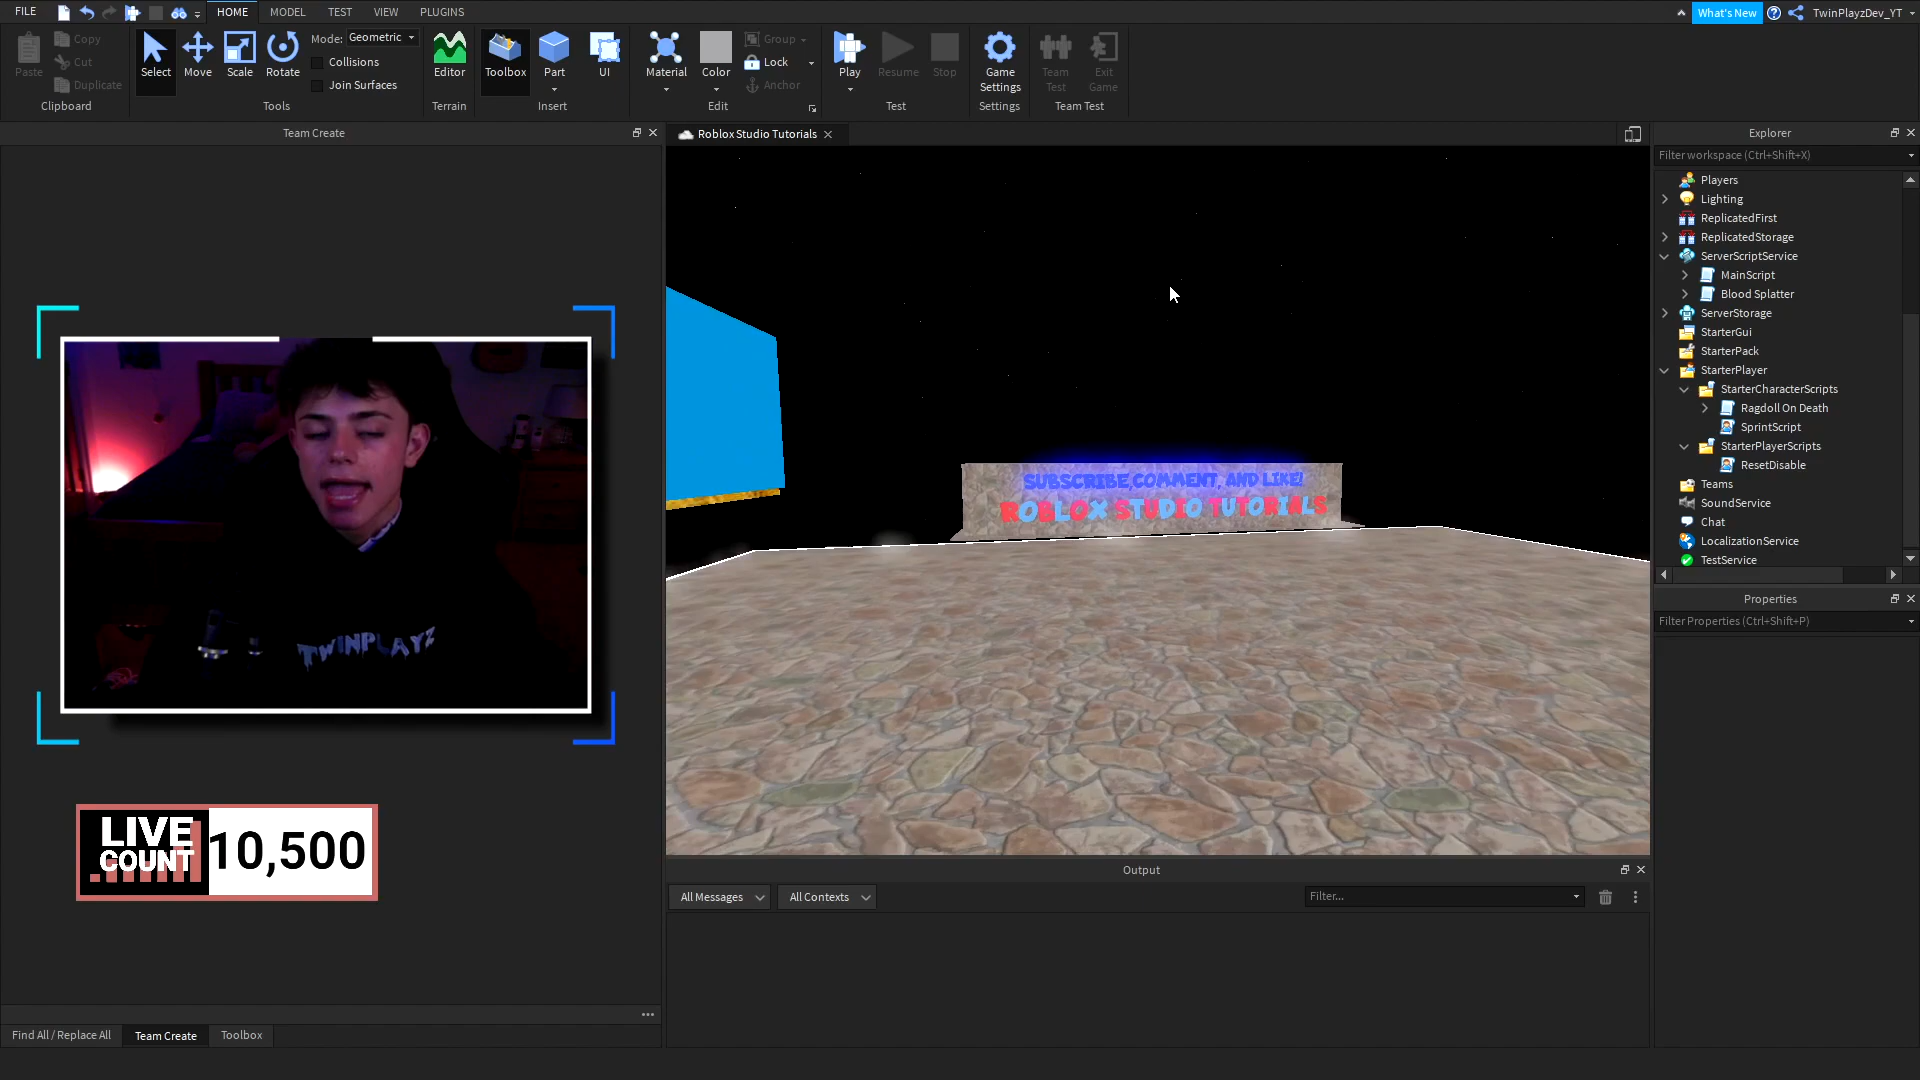 FILE
HOME
MODEL
TEST
VIEW
PLUGINS
What's New
TwinPlayzDev_YT
Paste
Copy
Cut
Duplicate
Clipboard
Select
Move
Scale
Rotate
Mode: Geometric
Collisions
Join Surfaces
Tools
Editor
Terrain
Toolbox
Part
UI
Insert
Material
Color
Group
Lock
Anchor
Edit
Play
Resume
Stop
Test
Game
Settings
Settings
Team
Test
Exit
Game
Team Test
Team Create
Roblox Studio Tutorials
SUBSCRIBE,COMMENT, AND LIKE!
ROBLOX STUDIO TUTORIALS
TWINPLAYZ
LIVE
COUNT
10,500
Explorer
Filter workspace (Ctrl+Shift+X)
Players
Lighting
ReplicatedFirst
ReplicatedStorage
ServerScriptService
MainScript
Blood Splatter
ServerStorage
StarterGui
StarterPack
StarterPlayer
StarterCharacterScripts
Ragdoll On Death
SprintScript
StarterPlayerScripts
ResetDisable
Teams
SoundService
Chat
LocalizationService
TestService
Properties
Filter Properties (Ctrl+Shift+P)
Output
All Messages
All Contexts
Filter...
Find All / Replace All
Team Create
Toolbox